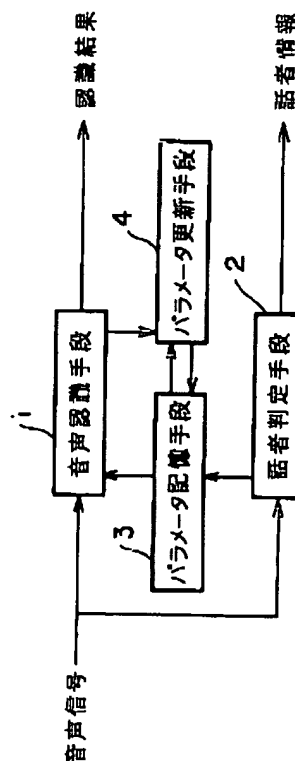 音声信号
1
音声認識手段
認識結果
3
パラメータ記憶手段
4
パラメータ更新手段
2
話者判定手段
話者情報